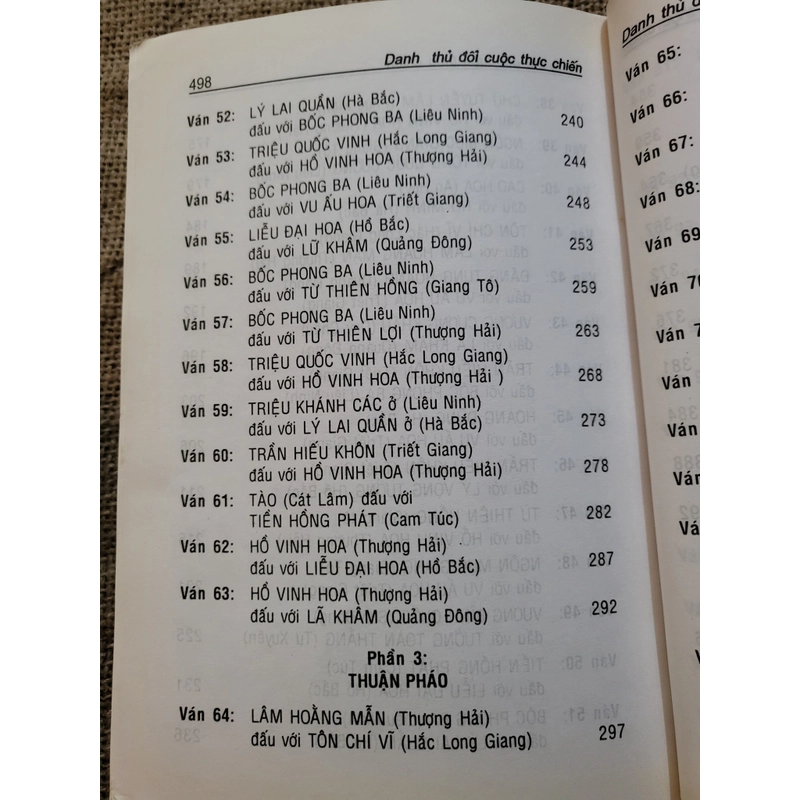 498
Danh thủ đối cuộc thực chiến
Ván 52: LÝ LAI QUẦN (Hà Bắc)
đấu với BỐC PHONG BA (Liêu Ninh) 240
Ván 53: TRIỆU QUỐC VINH (Hắc Long Giang)
đấu với HỒ VINH HOA (Thượng Hải) 244
Ván 54: BỐC PHONG BA (Liêu Ninh)
đấu với VU ẤU HOA (Triết Giang) 248
Ván 55: LIỄU ĐẠI HOA (Hồ Bắc)
đấu với LỮ KHÂM (Quảng Đông) 253
Ván 56: BỐC PHONG BA (Liêu Ninh)
đấu với TỪ THIÊN HỒNG (Giang Tô) 259
Ván 57: BỐC PHONG BA (Liêu Ninh)
đấu với TỪ THIÊN LỢI (Thượng Hải) 263
Ván 58: TRIỆU QUỐC VINH (Hắc Long Giang)
đấu với HỒ VINH HOA (Thượng Hải ) 268
Ván 59: TRIỆU KHÁNH CÁC ở (Liêu Ninh)
đấu với LÝ LAI QUẦN ở (Hà Bắc) 273
Ván 60: TRẦN HIẾU KHÔN (Triết Giang)
đấu với HỒ VINH HOA (Thượng Hải) 278
Ván 61: TÀO (Cát Lâm) đấu với
TIỀN HỒNG PHÁT (Cam Túc) 282
Ván 62: HỒ VINH HOA (Thượng Hải)
đấu với LIỄU ĐẠI HOA (Hồ Bắc) 287
Ván 63: HỒ VINH HOA (Thượng Hải)
đấu với LÃ KHÂM (Quảng Đông) 292
Phần 3:
THUẬN PHÁO
Ván 64: LÂM HOẰNG MẪN (Thượng Hải)
đấu với TÔN CHÍ VĨ (Hắc Long Giang) 297
Danh thủ đ
Ván 65:
Ván 66:
Ván 67:
Ván 68:
Ván 69
Ván 70
Ván
Ván
Ván
Ván
Ván
Ván